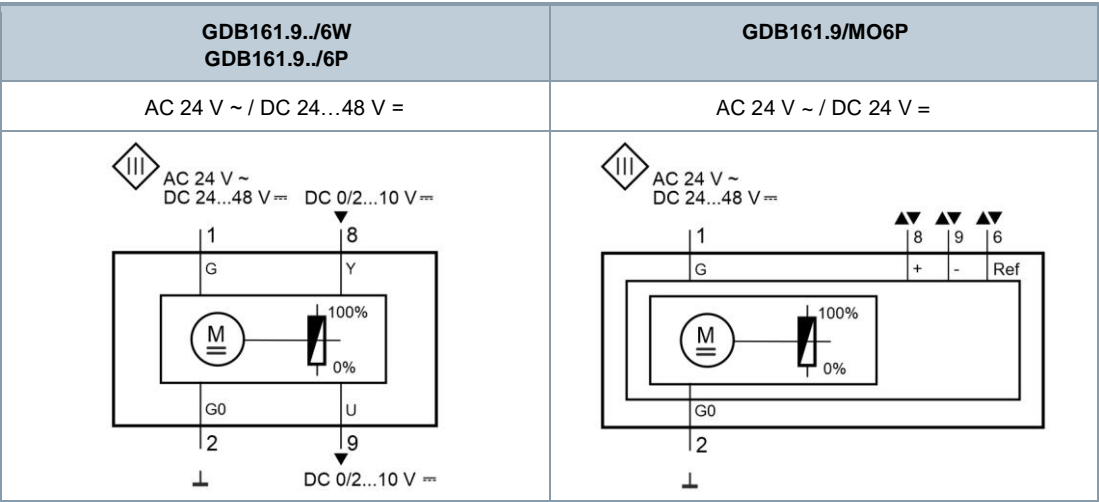 GDB161.9../6W
GDB161.9../6P
GDB161.9/MO6P
AC 24 V ~ / DC 24…48 V =
AC 24 V ~ / DC 24 V =
III
AC 24 V ~
DC 24...48 V ⎓
DC 0/2...10 V ⎓
1
8
G
Y
M
100%
0%
G0
U
2
9
DC 0/2...10 V ⎓
III
AC 24 V ~
DC 24...48 V ⎓
1
8
9
6
G
+
-
Ref
M
100%
0%
G0
2